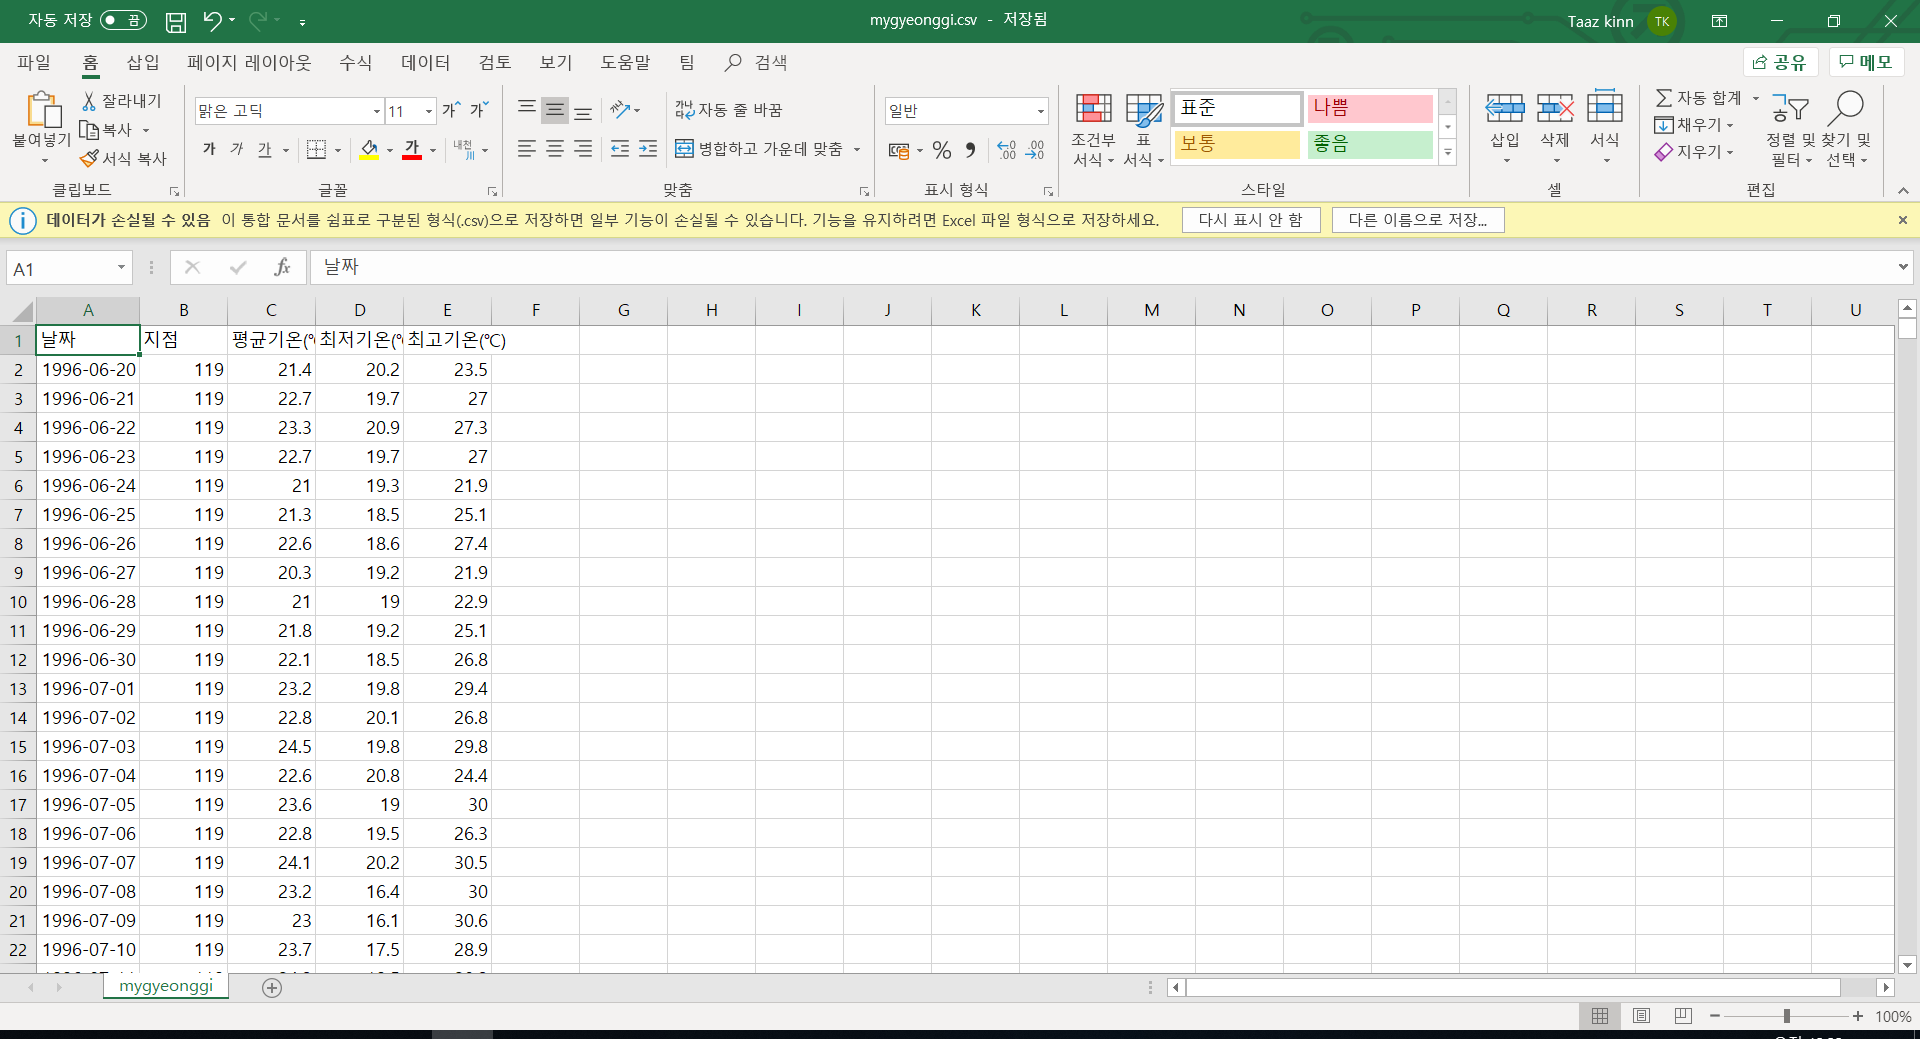 자동 저장 끔 mygyeonggi.csv - 저장됨 Taaz kinn TK
파일 홈 삽입 페이지 레이아웃 수식 데이터 검토 보기 도움말 팀 검색 공유 메모
붙여넣기 잘라내기 복사 서식 복사 클립보드
맑은 고딕 11 가 가
가 가 가 가 내천 글꼴
가나다 자동 줄 바꿈
병합하고 가운데 맞춤
맞춤
일반
% , .00 .00
표시 형식
조건부 서식 표 서식
표준 나쁨
보통 좋음
스타일
삽입 삭제 서식
셀
자동 합계
채우기
지우기
정렬 및 필터 찾기 및 선택
편집
데이터가 손실될 수 있음 이 통합 문서를 쉼표로 구분된 형식(.csv)으로 저장하면 일부 기능이 손실될 수 있습니다. 기능을 유지하려면 Excel 파일 형식으로 저장하세요. 다시 표시 안 함 다른 이름으로 저장...
A1 fx 날짜
A B C D E F G H I J K L M N O P Q R S T U
1 날짜 지점 평균기온(℃ 최저기온(℃ 최고기온(℃)
2 1996-06-20 119 21.4 20.2 23.5
3 1996-06-21 119 22.7 19.7 27
4 1996-06-22 119 23.3 20.9 27.3
5 1996-06-23 119 22.7 19.7 27
6 1996-06-24 119 21 19.3 21.9
7 1996-06-25 119 21.3 18.5 25.1
8 1996-06-26 119 22.6 18.6 27.4
9 1996-06-27 119 20.3 19.2 21.9
10 1996-06-28 119 21 19 22.9
11 1996-06-29 119 21.8 19.2 25.1
12 1996-06-30 119 22.1 18.5 26.8
13 1996-07-01 119 23.2 19.8 29.4
14 1996-07-02 119 22.8 20.1 26.8
15 1996-07-03 119 24.5 19.8 29.8
16 1996-07-04 119 22.6 20.8 24.4
17 1996-07-05 119 23.6 19 30
18 1996-07-06 119 22.8 19.5 26.3
19 1996-07-07 119 24.1 20.2 30.5
20 1996-07-08 119 23.2 16.4 30
21 1996-07-09 119 23 16.1 30.6
22 1996-07-10 119 23.7 17.5 28.9
mygyeonggi
100%